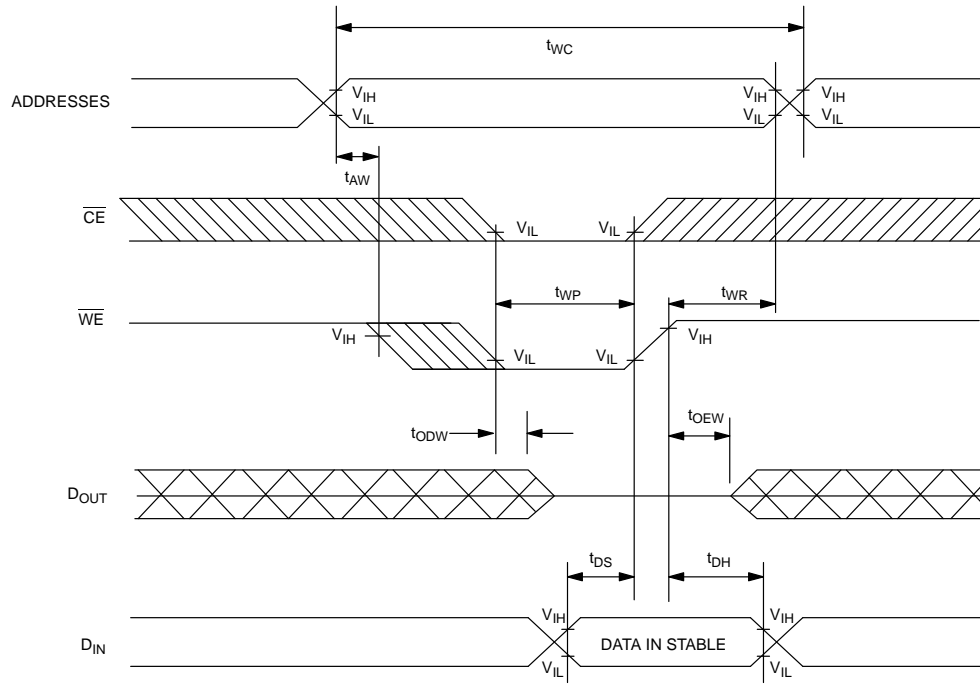 tWC
ADDRESSES
VIH VIH VIH
VIL VIL VIL
tAW
CE VIL VIL
tWP tWR
WE VIH VIL VIL VIH
tODW tOEW
DOUT
tDS tDH
VIH VIH
DIN DATA IN STABLE
VIL VIL